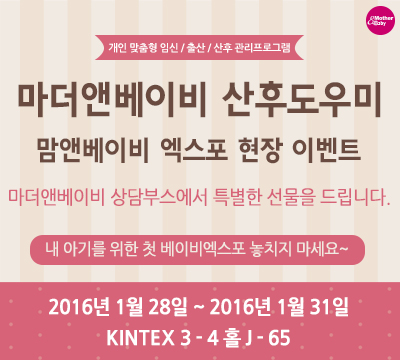 Mother
&Baby
개인 맞춤형 임신 / 출산 / 산후 관리프로그램
마더앤베이비 산후도우미
맘앤베이비 엑스포 현장 이벤트
마더앤베이비 상담부스에서 특별한 선물을 드립니다.
내 아기를 위한 첫 베이비엑스포 놓치지 마세요~
2016년 1월 28일 ~ 2016년 1월 31일
KINTEX 3 - 4 홀 J - 65